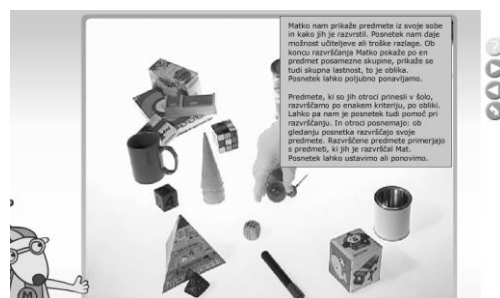 Matko nam prikaže predmete iz svoje sobe
in kako jih je razvrstil. Posnetek nam daje
možnost učiteljeve ali troške razlage. Ob
koncu razvrščanja Matko pokaže po en
predmet posamezne skupine, prikaže se
tudi skupna lastnost, to je oblika.
Posnetek lahko poljubno ponavljamo.
Predmete, ki so jih otroci prinesli v šolo,
razvrščamo po enakem kriteriju, po obliki.
Lahko pa nam je posnetek tudi pomoč pri
razvrščanju. In otroci posnemajo: ob
gledanju posnetka razvrščajo svoje
predmete. Razvrščene predmete primerjajo
s predmeti, ki jih je razvrščal Mat.
Posnetek lahko ustavimo ali ponovimo.
M